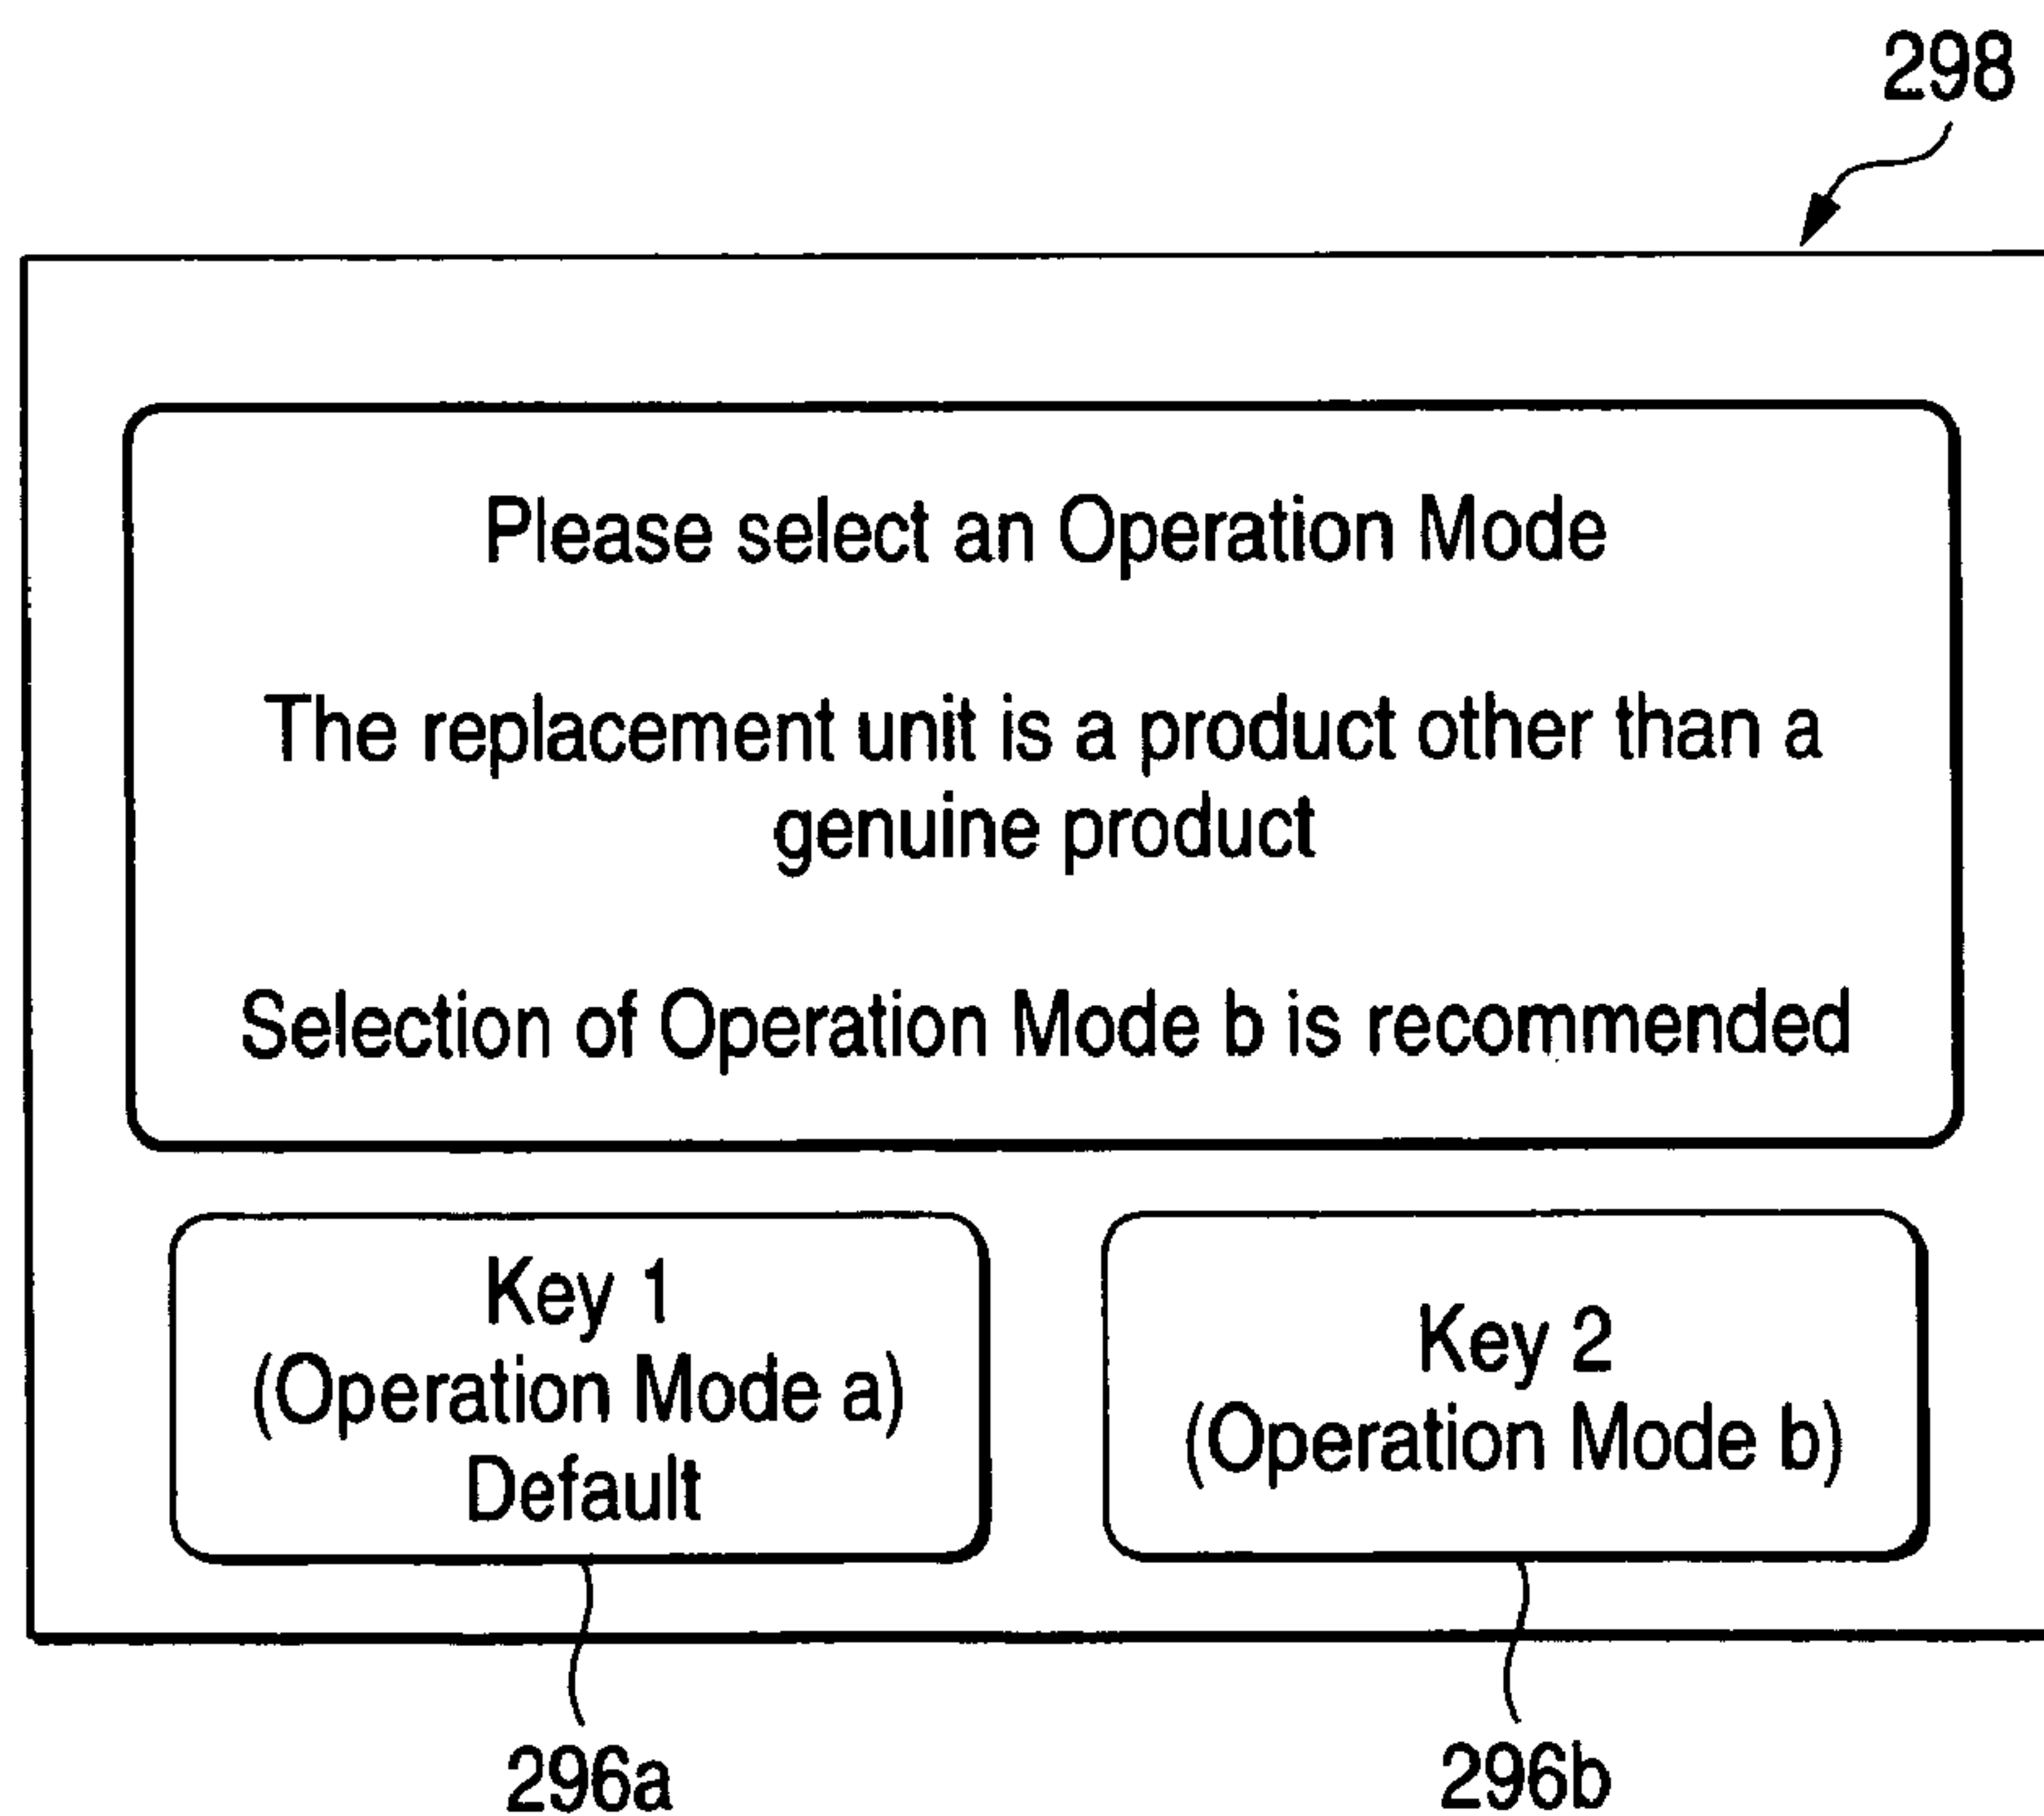 298
Please select an Operation Mode
The replacement unit is a product other than a
genuine product
Selection of Operation Mode b is recommended
Key 1
(Operation Mode a)
Default
Key 2
(Operation Mode b)
296a
296b